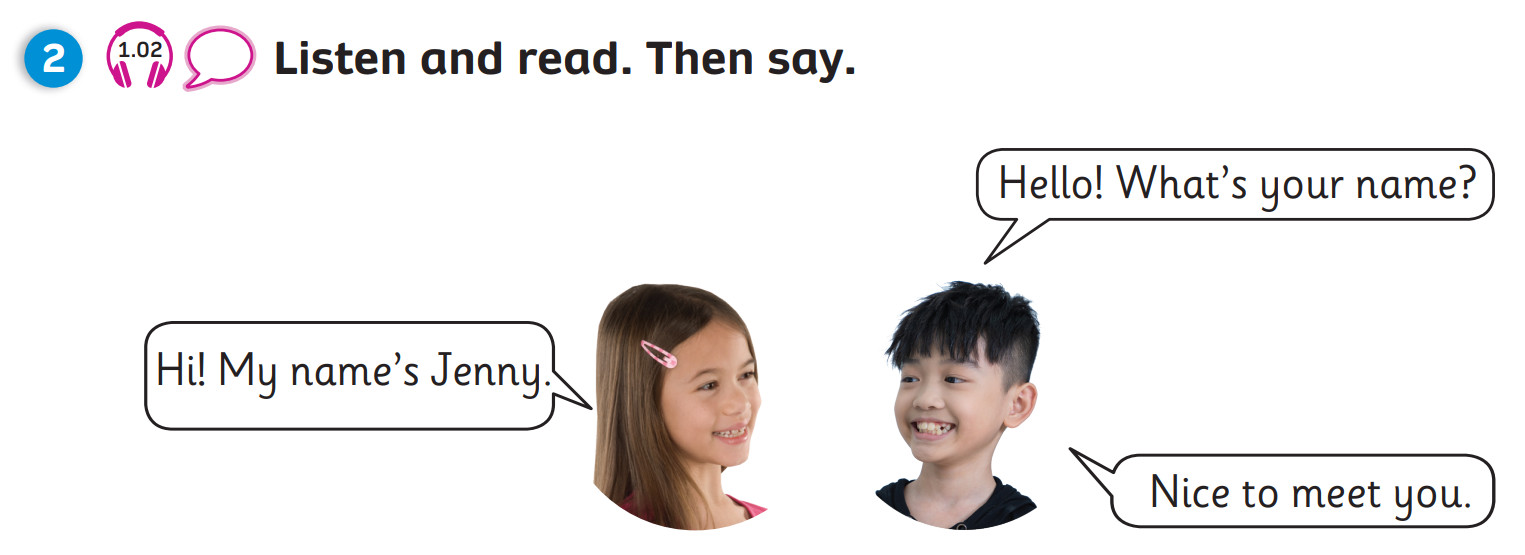 2 1.02 Listen and read. Then say.
Hello! What's your name?
Hi! My name's Jenny.
Nice to meet you.